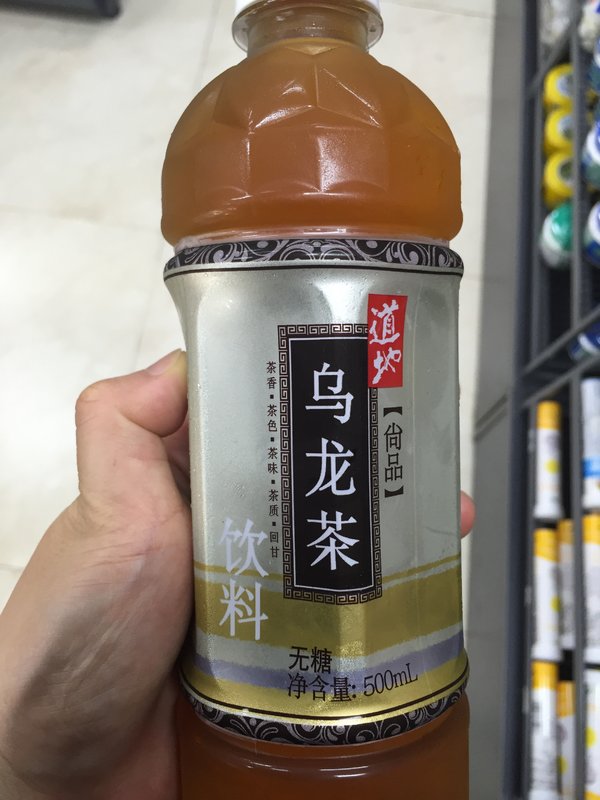 道地
【尚品】
乌龙茶
茶香·茶色·茶味·茶质·回甘
饮料
无糖
净含量: 500mL